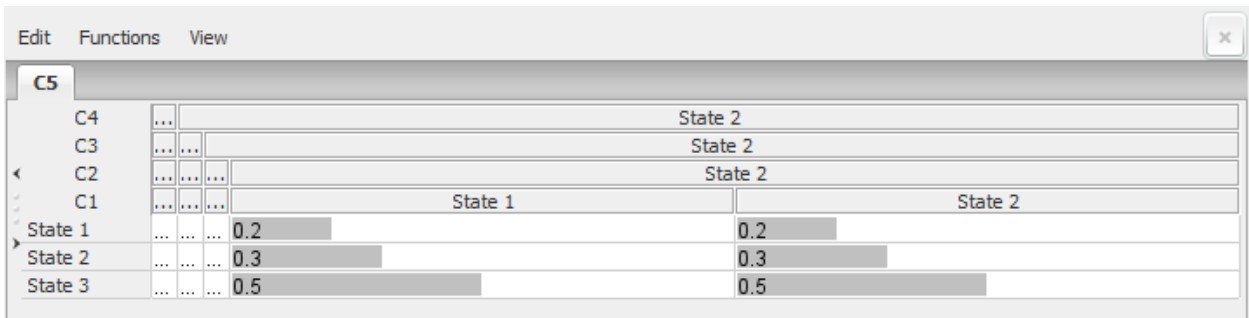 Edit Functions View ×
C5
C4 ... State 2
C3 ... ... State 2
C2 ... ... ... State 2
C1 ... ... ... State 1 State 2
State 1 ... ... ... 0.2 0.2
State 2 ... ... ... 0.3 0.3
State 3 ... ... ... 0.5 0.5